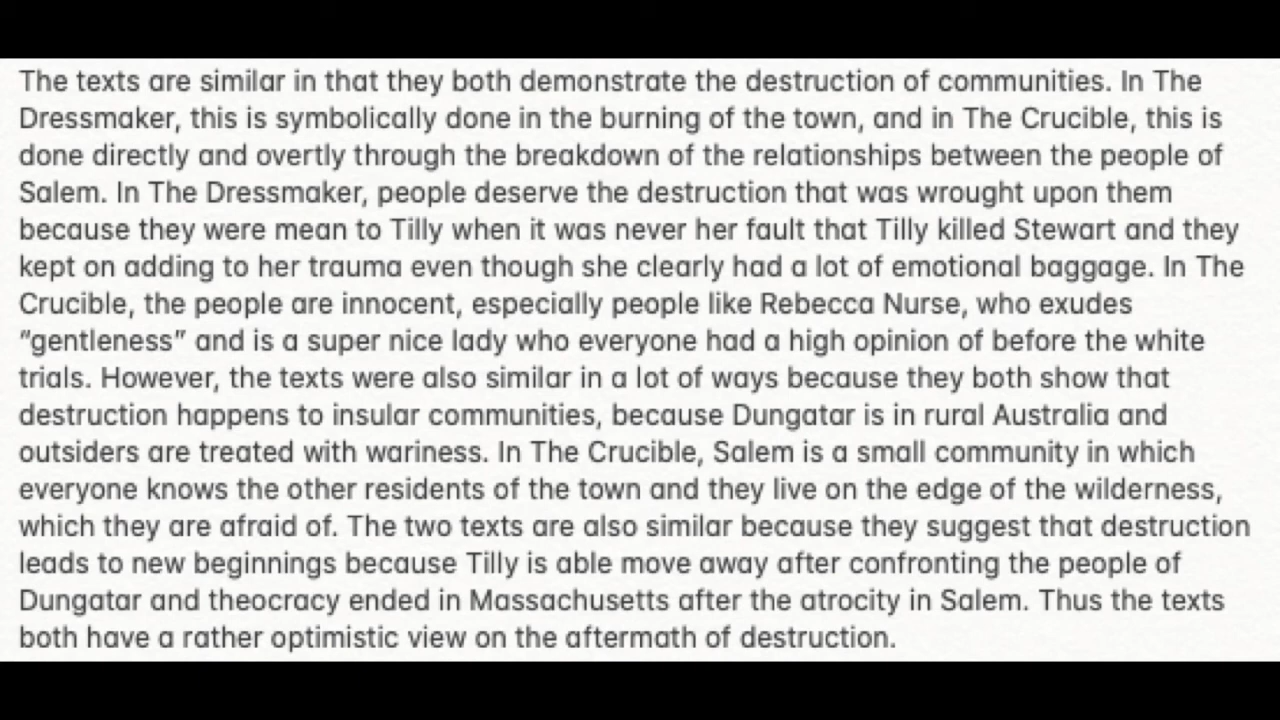 The texts are similar in that they both demonstrate the destruction of communities. In The
Dressmaker, this is symbolically done in the burning of the town, and in The Crucible, this is
done directly and overtly through the breakdown of the relationships between the people of
Salem. In The Dressmaker, people deserve the destruction that was wrought upon them
because they were mean to Tilly when it was never her fault that Tilly killed Stewart and they
kept on adding to her trauma even though she clearly had a lot of emotional baggage. In The
Crucible, the people are innocent, especially people like Rebecca Nurse, who exudes
“gentleness” and is a super nice lady who everyone had a high opinion of before the white
trials. However, the texts were also similar in a lot of ways because they both show that
destruction happens to insular communities, because Dungatar is in rural Australia and
outsiders are treated with wariness. In The Crucible, Salem is a small community in which
everyone knows the other residents of the town and they live on the edge of the wilderness,
which they are afraid of. The two texts are also similar because they suggest that destruction
leads to new beginnings because Tilly is able move away after confronting the people of
Dungatar and theocracy ended in Massachusetts after the atrocity in Salem. Thus the texts
both have a rather optimistic view on the aftermath of destruction.